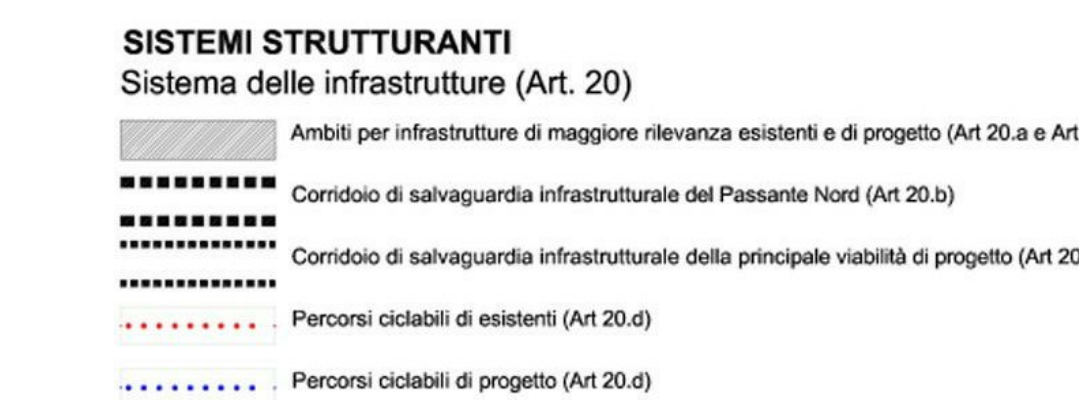 SISTEMI STRUTTURANTI
Sistema delle infrastrutture (Art. 20)
Ambiti per infrastrutture di maggiore rilevanza esistenti e di progetto (Art 20.a e Art
Corridoio di salvaguardia infrastrutturale del Passante Nord (Art 20.b)
Corridoio di salvaguardia infrastrutturale della principale viabilità di progetto (Art 20
Percorsi ciclabili di esistenti (Art 20.d)
Percorsi ciclabili di progetto (Art 20.d)